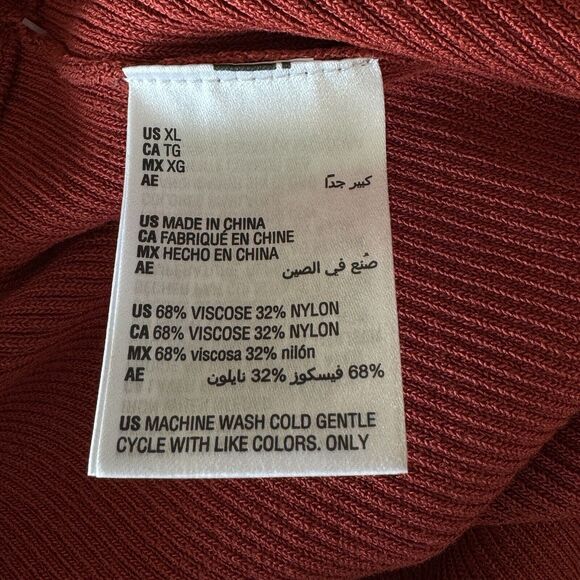 US XL
CA TG
MX XG
AE كبير جدًا
US MADE IN CHINA
CA FABRIQUÉ EN CHINE
MX HECHO EN CHINA
AE صُنع في الصين
US 68% VISCOSE 32% NYLON
CA 68% VISCOSE 32% NYLON
MX 68% viscosa 32% nilón
AE 68% فيسكوز 32% نايلون
US MACHINE WASH COLD GENTLE
CYCLE WITH LIKE COLORS. ONLY